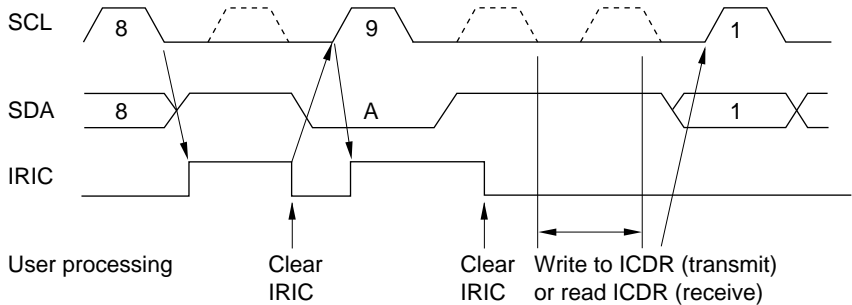 SCL 8 9 1
SDA 8 A 1
IRIC
User processing Clear Clear Write to ICDR (transmit)
IRIC IRIC or read ICDR (receive)